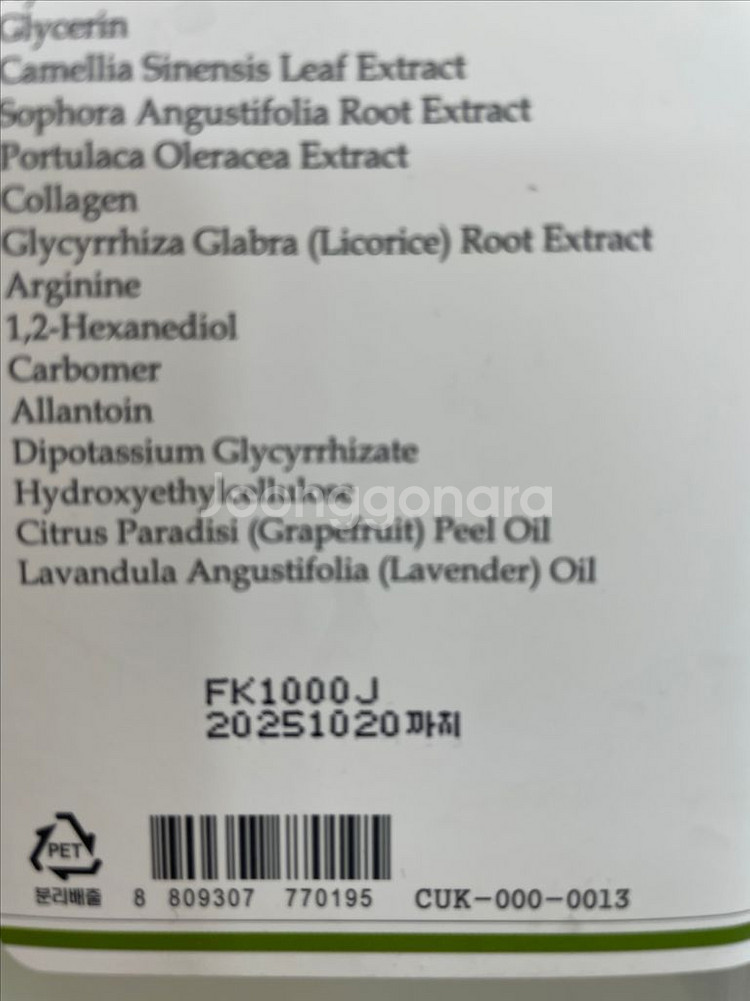 Glycerin
Camellia Sinensis Leaf Extract
Sophora Angustifolia Root Extract
Portulaca Oleracea Extract
Collagen
Glycyrrhiza Glabra (Licorice) Root Extract
Arginine
1,2-Hexanediol
Carbomer
Allantoin
Dipotassium Glycyrrhizate
Hydroxyethylcellulose
Joonggonara
Citrus Paradisi (Grapefruit) Peel Oil
Lavandula Angustifolia (Lavender) Oil
FK1000J
20251020까지
PET
분리배출
8 809307 770195 CUK-000-0013